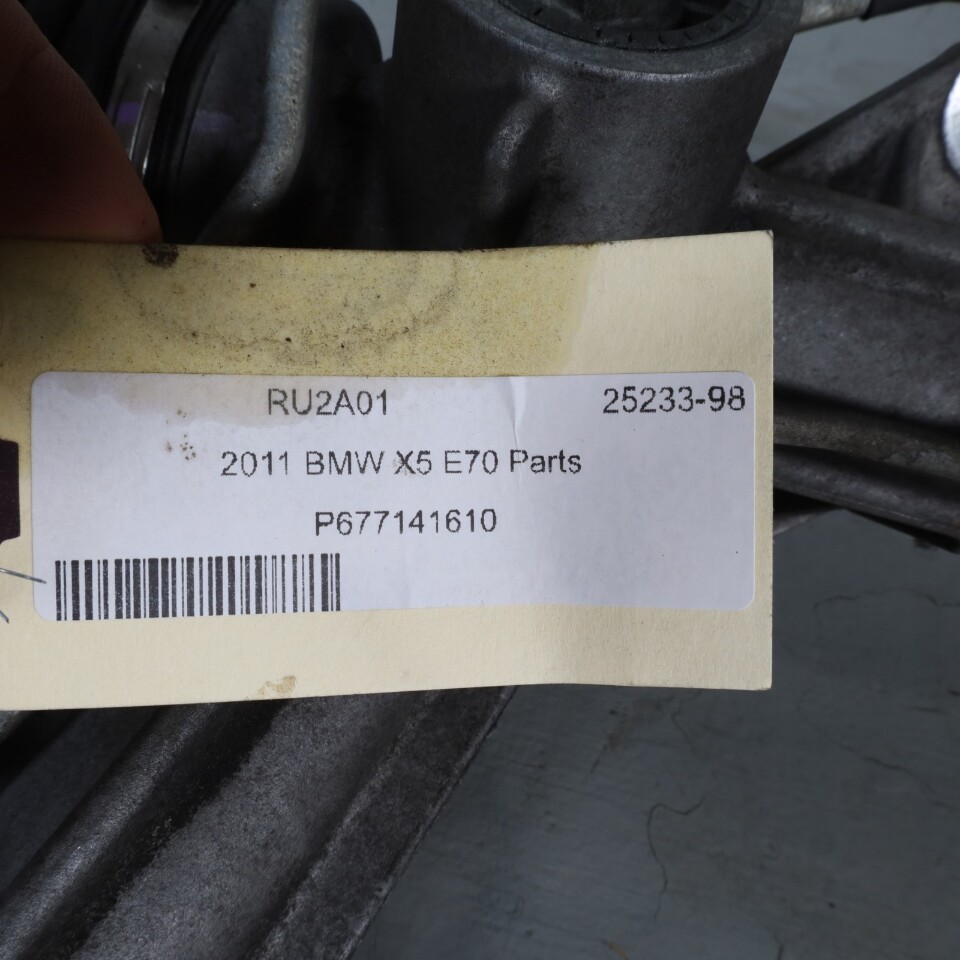 RU2A01 25233-98
2011 BMW X5 E70 Parts
P677141610